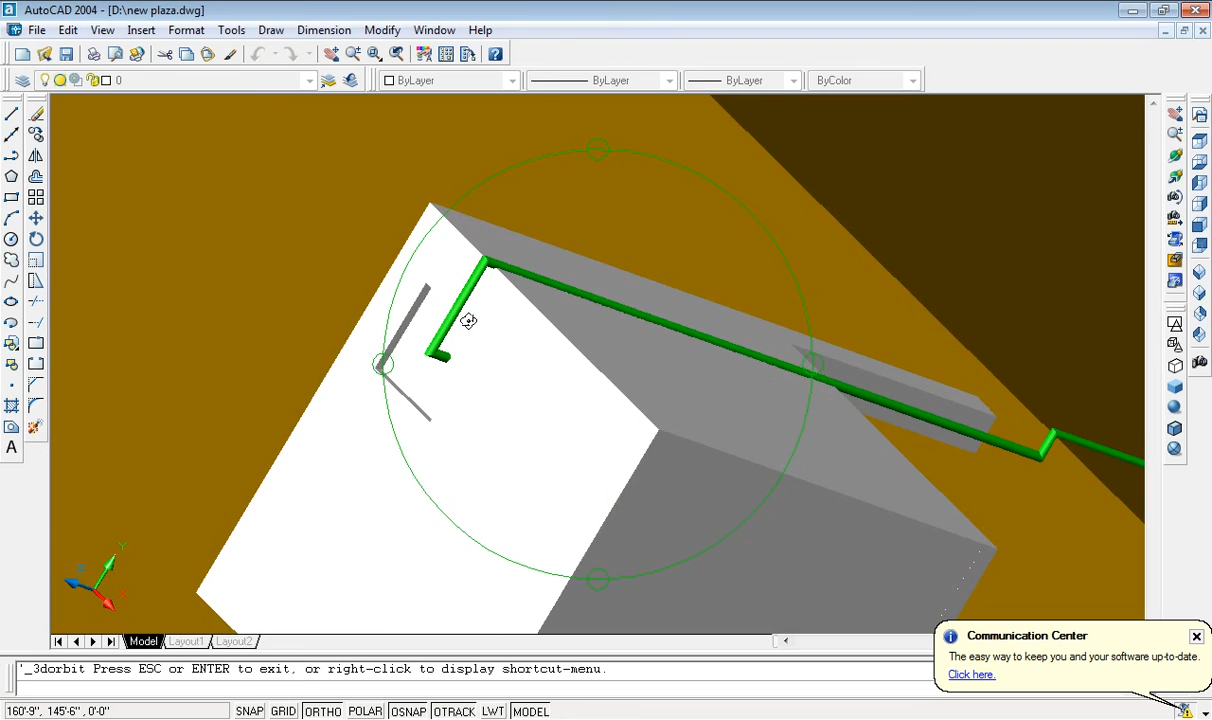 AutoCAD 2004 - [D:\new plaza.dwg]
File Edit View Insert Format Tools Draw Dimension Modify Window Help
0 ByLayer ByLayer ByLayer ByColor
A
Y
X
Model Layout1 Layout2
Communication Center
The easy way to keep you and your software up-to-date.
Click here.
'_3dorbit Press ESC or ENTER to exit, or right-click to display shortcut-menu.
160'-9", 145'-6", 0'-0" SNAP GRID ORTHO POLAR OSNAP OTRACK LWT MODEL